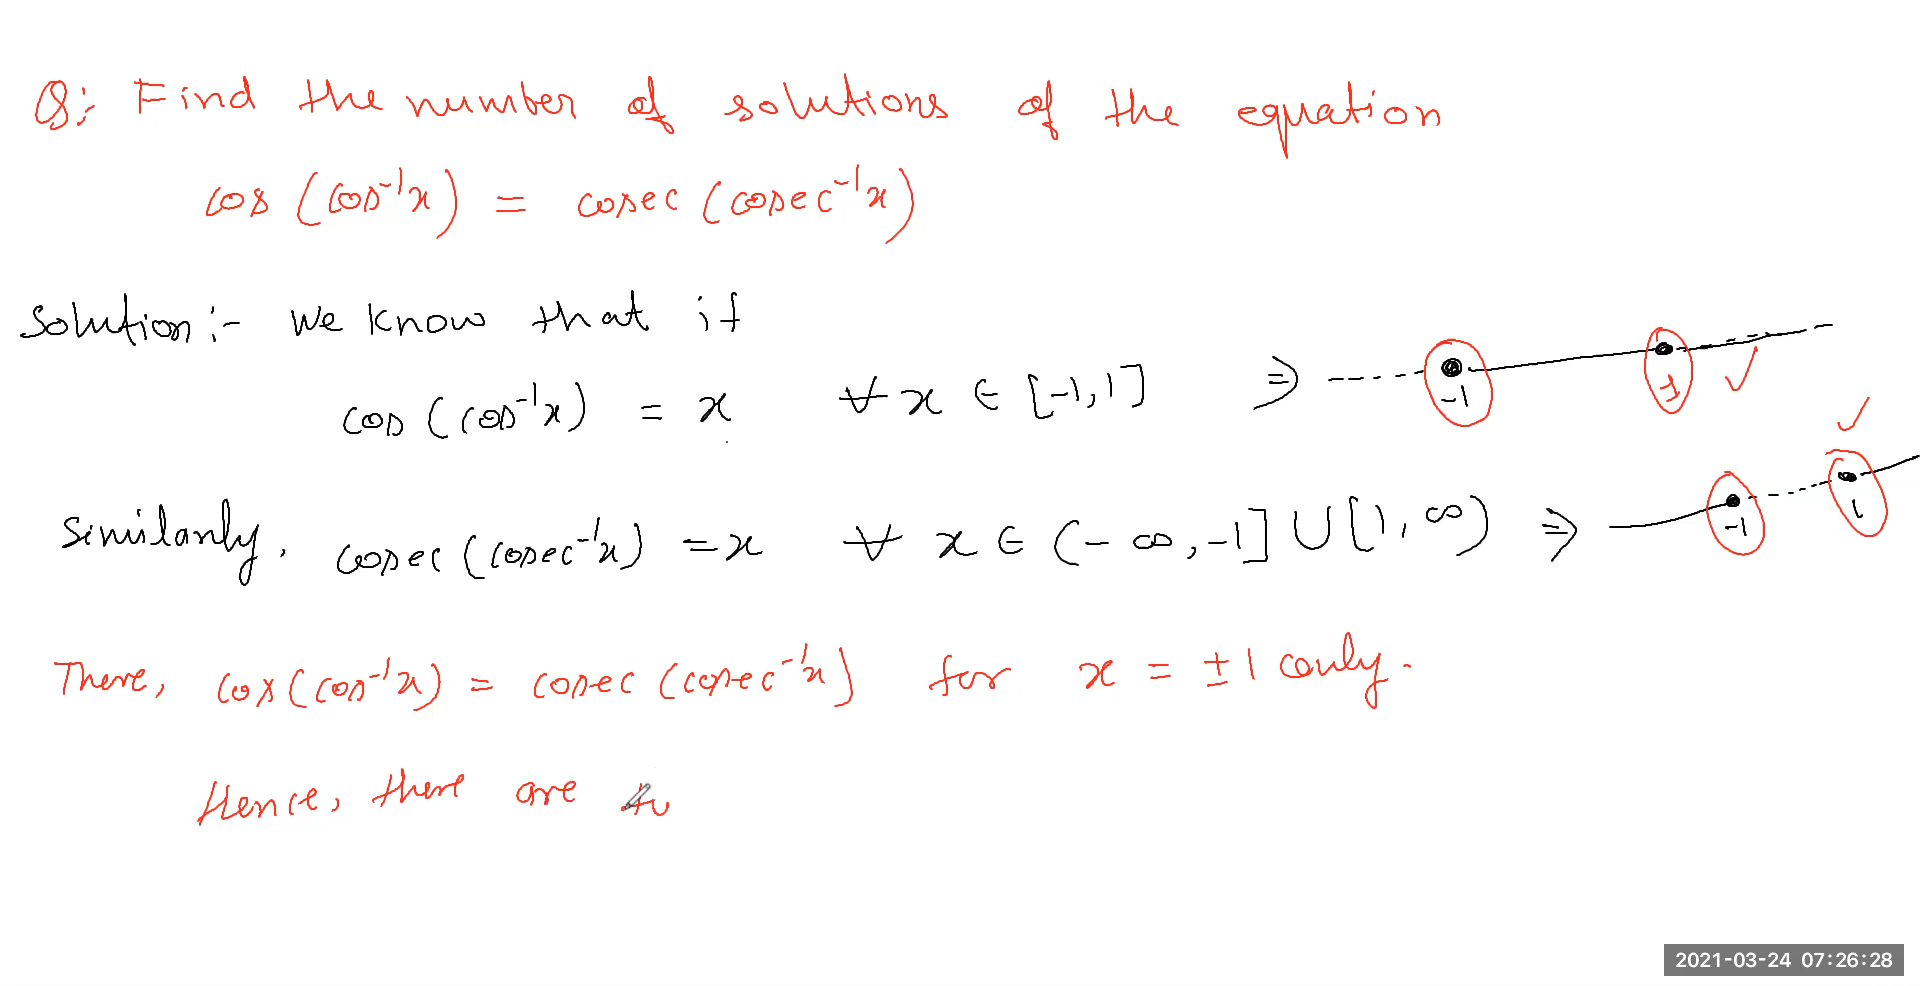 Q: Find the number of solutions of the equation
cos (cos⁻¹x) = cosec (cosec⁻¹x)
Solution:- We know that if
cos (cos⁻¹x) = x ∀ x ∈ [-1,1] ⇒ -1 1
Similarly, cosec (cosec⁻¹x) = x ∀ x ∈ (-∞,-1] ∪ [1,∞) ⇒ -1 1
There, cox (cos⁻¹x) = cosec (cosec⁻¹x) for x = ±1 only.
Hence, there are
2021-03-24 07:26:28